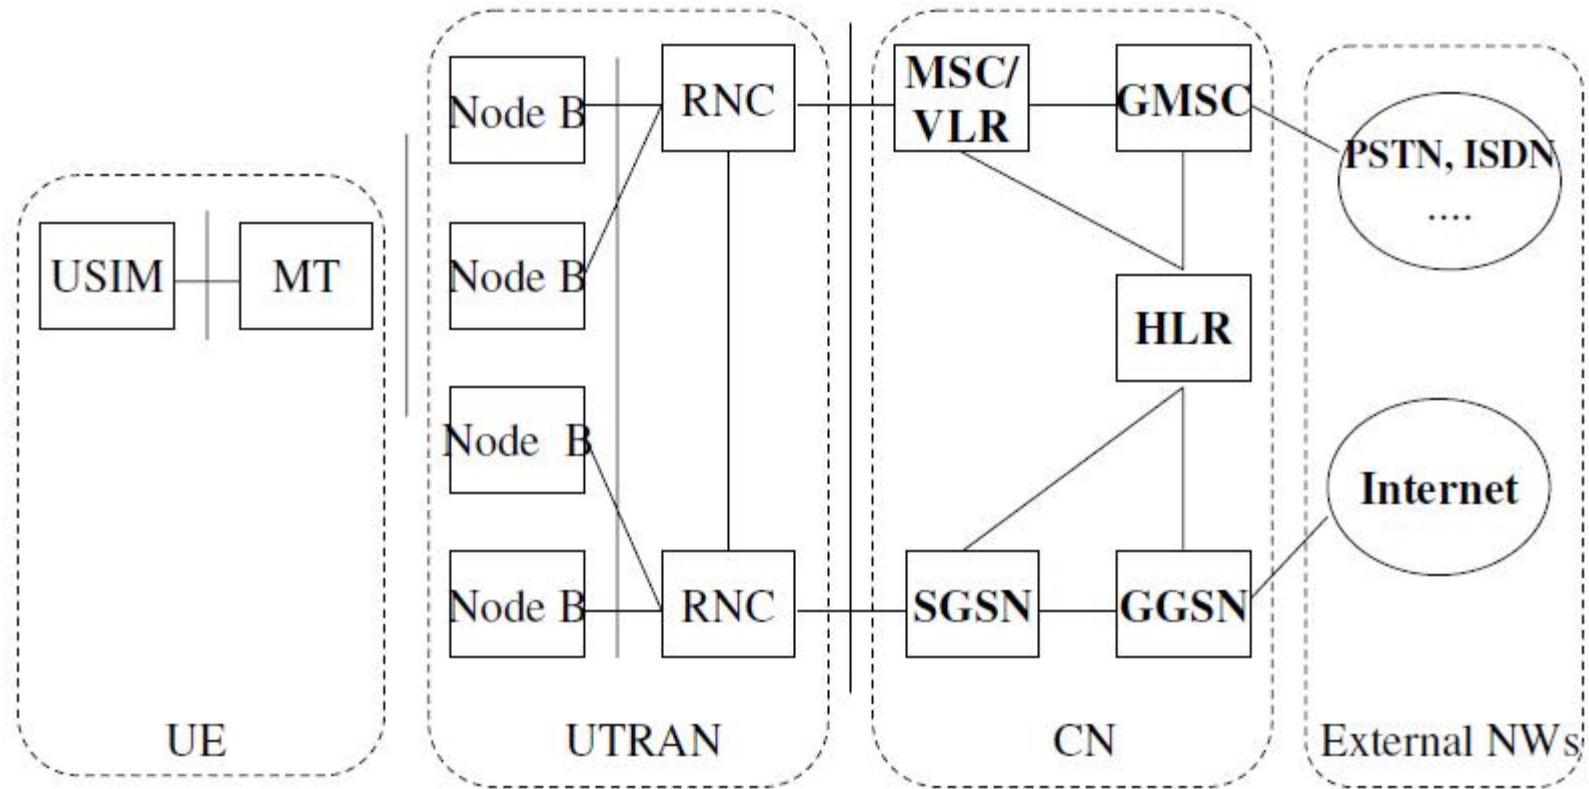 USIM
MT
UE
Node B
Node B
Node B
Node B
RNC
RNC
UTRAN
MSC/
VLR
GMSC
HLR
SGSN
GGSN
CN
PSTN, ISDN
....
Internet
External NWs